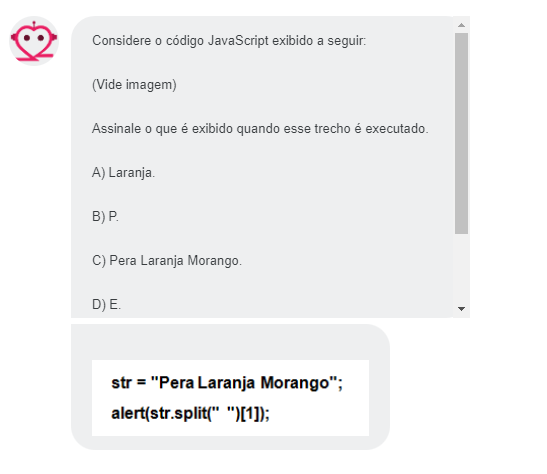 Considere o código JavaScript exibido a seguir:
(Vide imagem)
Assinale o que é exibido quando esse trecho é executado.
A) Laranja.
B) P.
C) Pera Laranja Morango.
D) E.
str = "Pera Laranja Morango";
alert(str.split(" ")[1]);